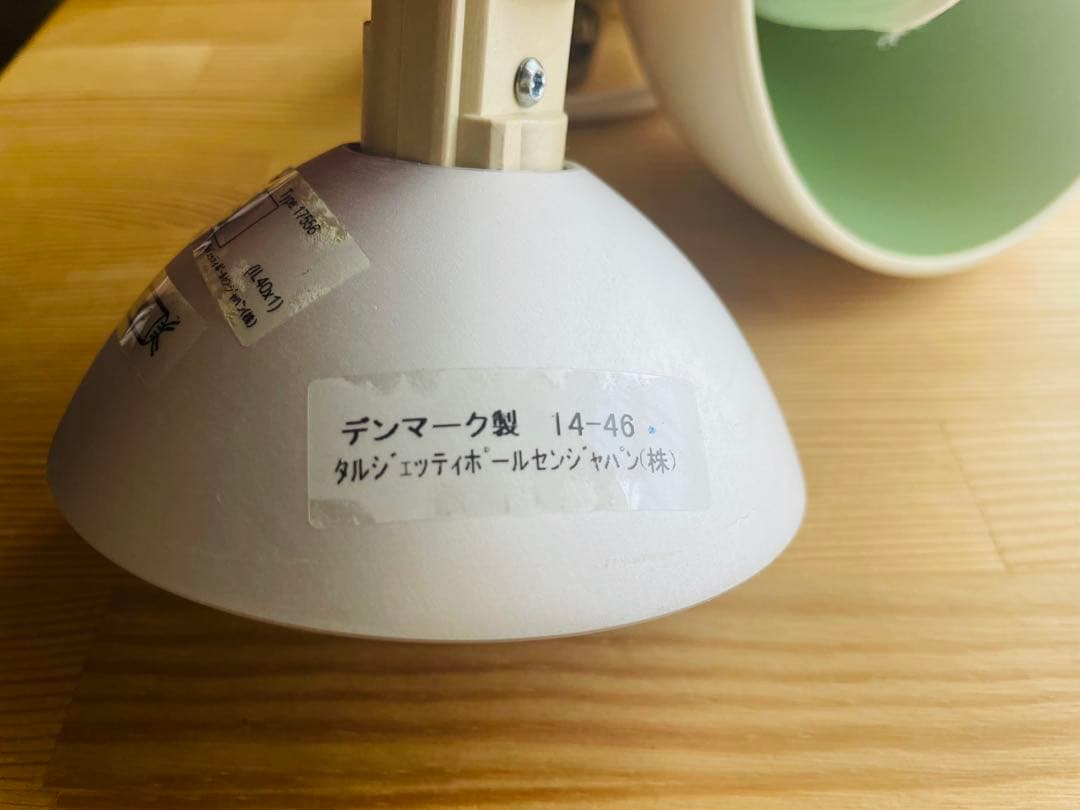 Type 17556
(IL40x1)
デンマーク製 14-46
タルジェッティポールセンジャパン(株)